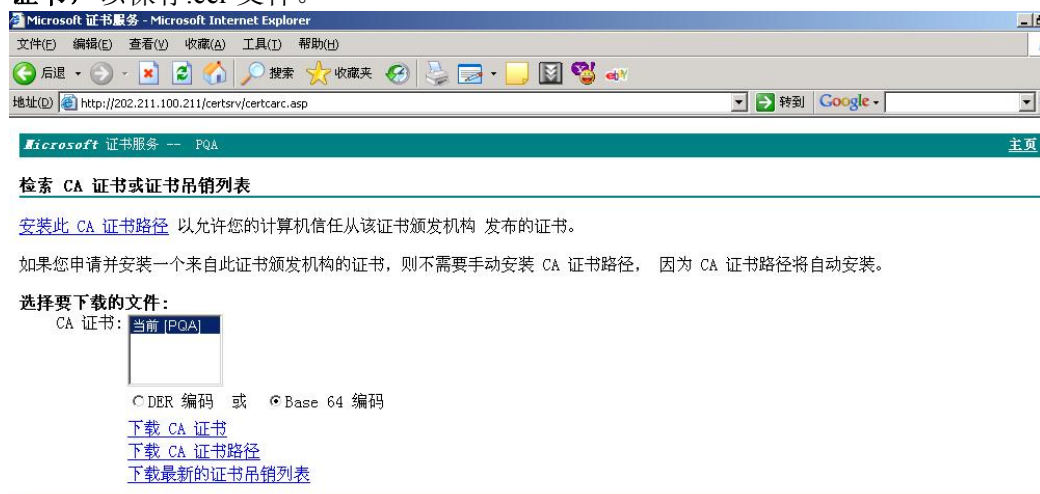 证书，以保存.cer 文件。
Microsoft 证书服务 - Microsoft Internet Explorer
文件(F) 编辑(E) 查看(V) 收藏(A) 工具(T) 帮助(H)
后退 搜索 收藏夹 ebY
地址(D) http://202.211.100.211/certsrv/certcarc.asp 转到 Google
Microsoft 证书服务 -- PQA 主页
检索 CA 证书或证书吊销列表
安装此 CA 证书路径 以允许您的计算机信任从该证书颁发机构 发布的证书。
如果您申请并安装一个来自此证书颁发机构的证书，则不需要手动安装 CA 证书路径， 因为 CA 证书路径将自动安装。
选择要下载的文件:
CA 证书: 当前 [PQA]
DER 编码 或 Base 64 编码
下载 CA 证书
下载 CA 证书路径
下载最新的证书吊销列表